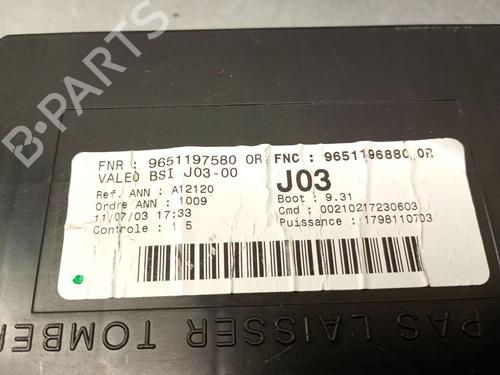 FNR : 9651197580 0R FNC : 9651196880 0R
VALEO BSI J03-00
J03
Ref. ANN : A12120
Boot : 9.31
Ordre ANN : 1009
Cmd : 00210217230603
11/07/03 17:33
Puissance : 1798110703
Controle : 1 5
PAS LAISSER TOMBER
B-PARTS